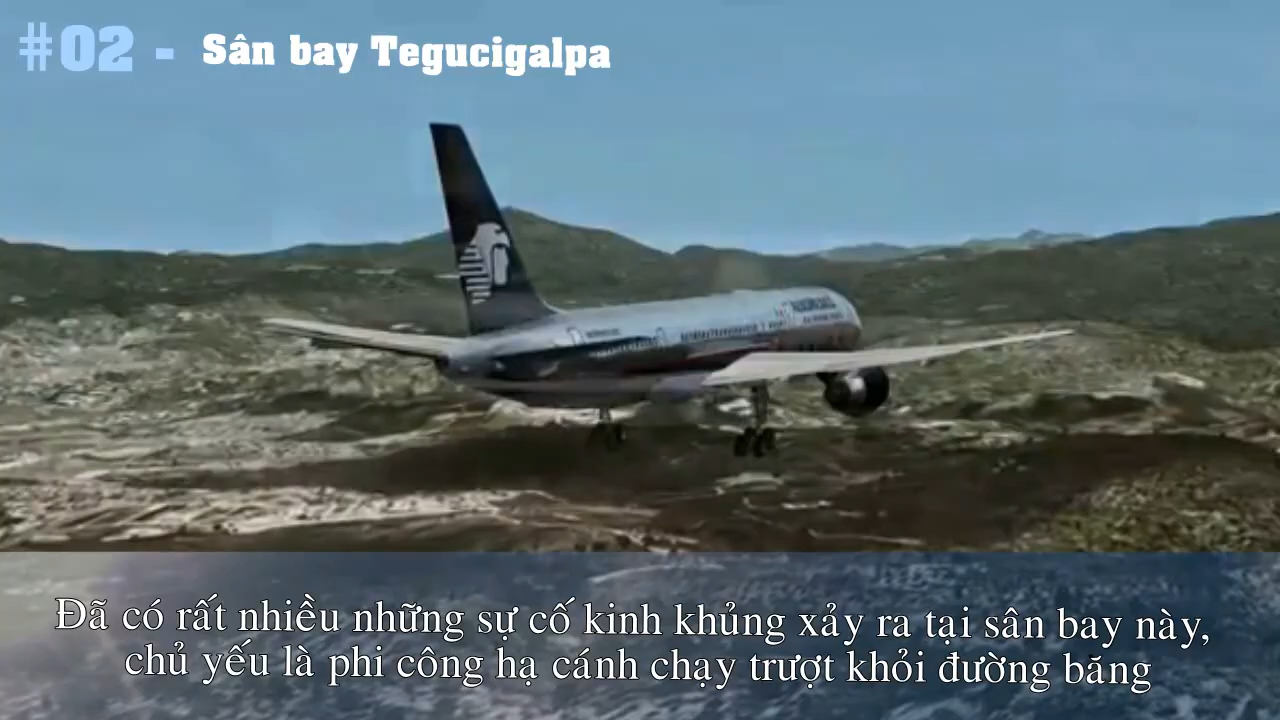 #02 - Sân bay Tegucigalpa
Đã có rất nhiều những sự cố kinh khủng xảy ra tại sân bay này,
chủ yếu là phi công hạ cánh chạy trượt khỏi đường băng